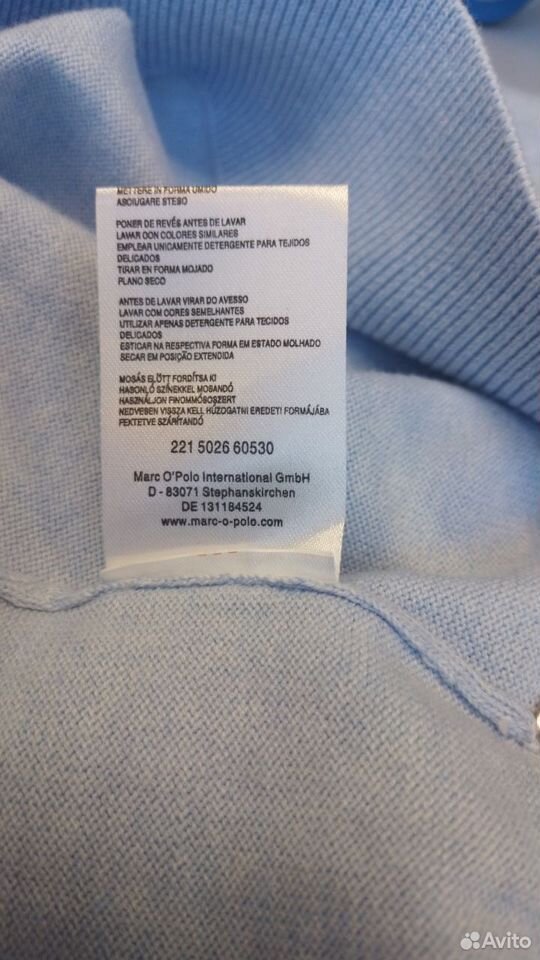 METTERE IN FORMA UMIDO
ASCIUGARE STESO
PONER DE REVÉS ANTES DE LAVAR
LAVAR CON COLORES SIMILARES
EMPLEAR UNICAMENTE DETERGENTE PARA TEJIDOS
DELICADOS
TIRAR EN FORMA MOJADO
PLANO SECO
ANTES DE LAVAR VIRAR DO AVESSO
LAVAR COM CORES SEMELHANTES
UTILIZAR APENAS DETERGENTE PARA TECIDOS
DELICADOS
ESTICAR NA RESPECTIVA FORMA EM ESTADO MOLHADO
SECAR EM POSIÇÃO EXTENDIDA
MOSÁS ELŐTT FORDÍTSA KI
HASONLÓ SZÍNEKKEL MOSANDÓ
HASZNÁLJON FINOMMÓSOSZERT
NEDVESEN VISSZA KELL HÚZOGATNI EREDETI FORMÁJÁBA
FEKTETVE SZÁRÍTANDÓ
221 5026 60530
Marc O'Polo International GmbH
D - 83071 Stephanskirchen
DE 131184524
www.marc-o-polo.com
Avito